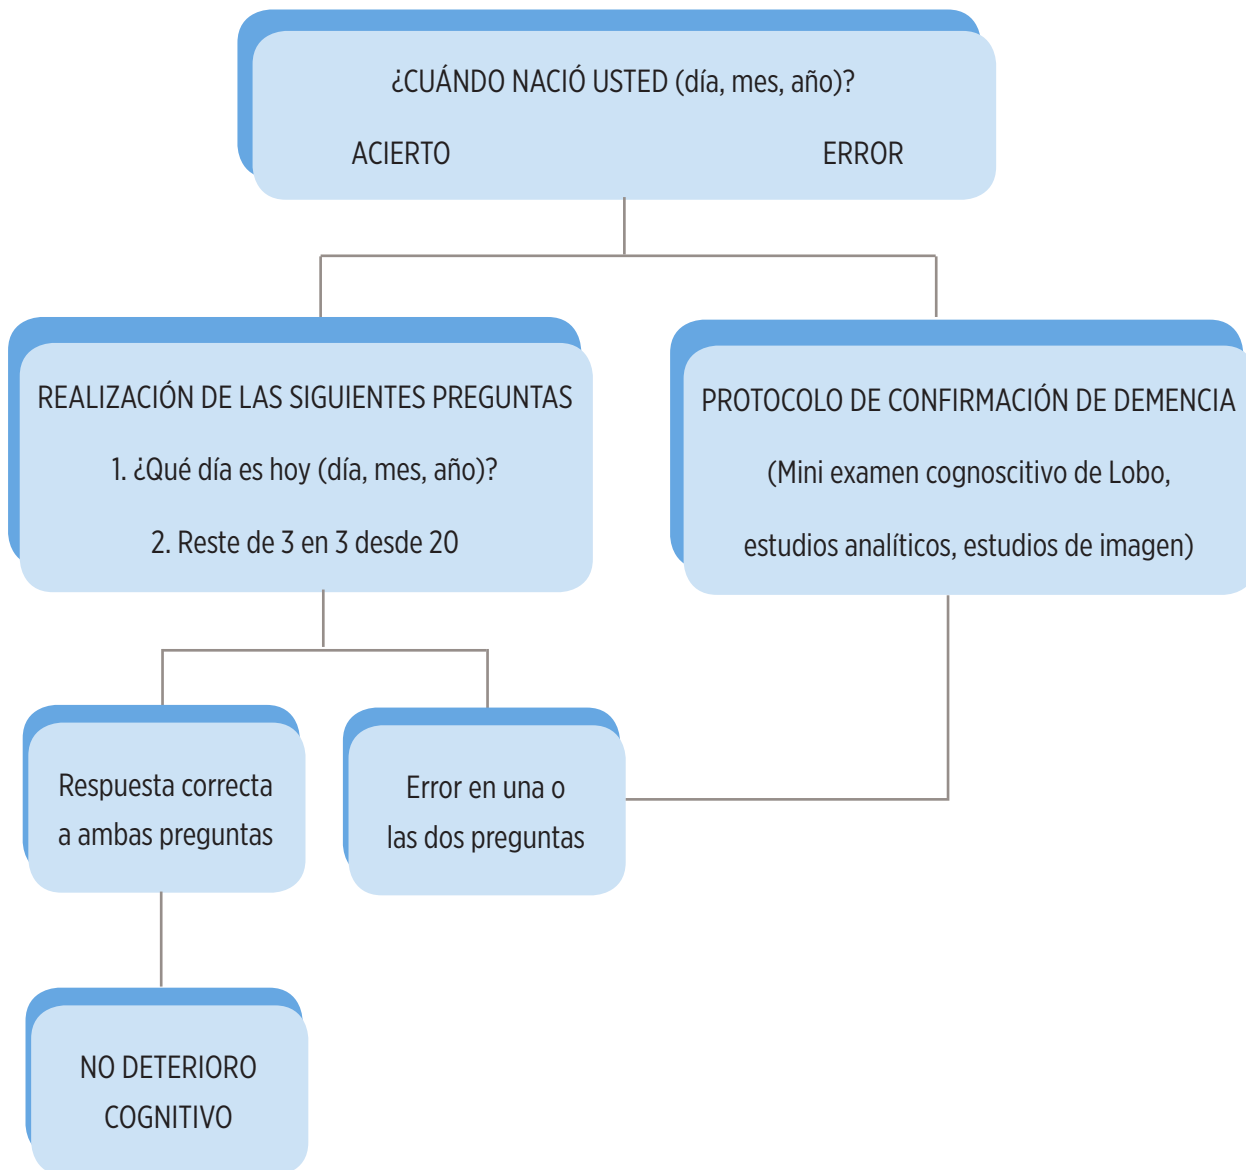 ¿CUÁNDO NACIÓ USTED (día, mes, año)?
ACIERTO
ERROR
REALIZACIÓN DE LAS SIGUIENTES PREGUNTAS
1. ¿Qué día es hoy (día, mes, año)?
2. Reste de 3 en 3 desde 20
PROTOCOLO DE CONFIRMACIÓN DE DEMENCIA
(Mini examen cognoscitivo de Lobo,
estudios analíticos, estudios de imagen)
Respuesta correcta
a ambas preguntas
Error en una o
las dos preguntas
NO DETERIORO
COGNITIVO